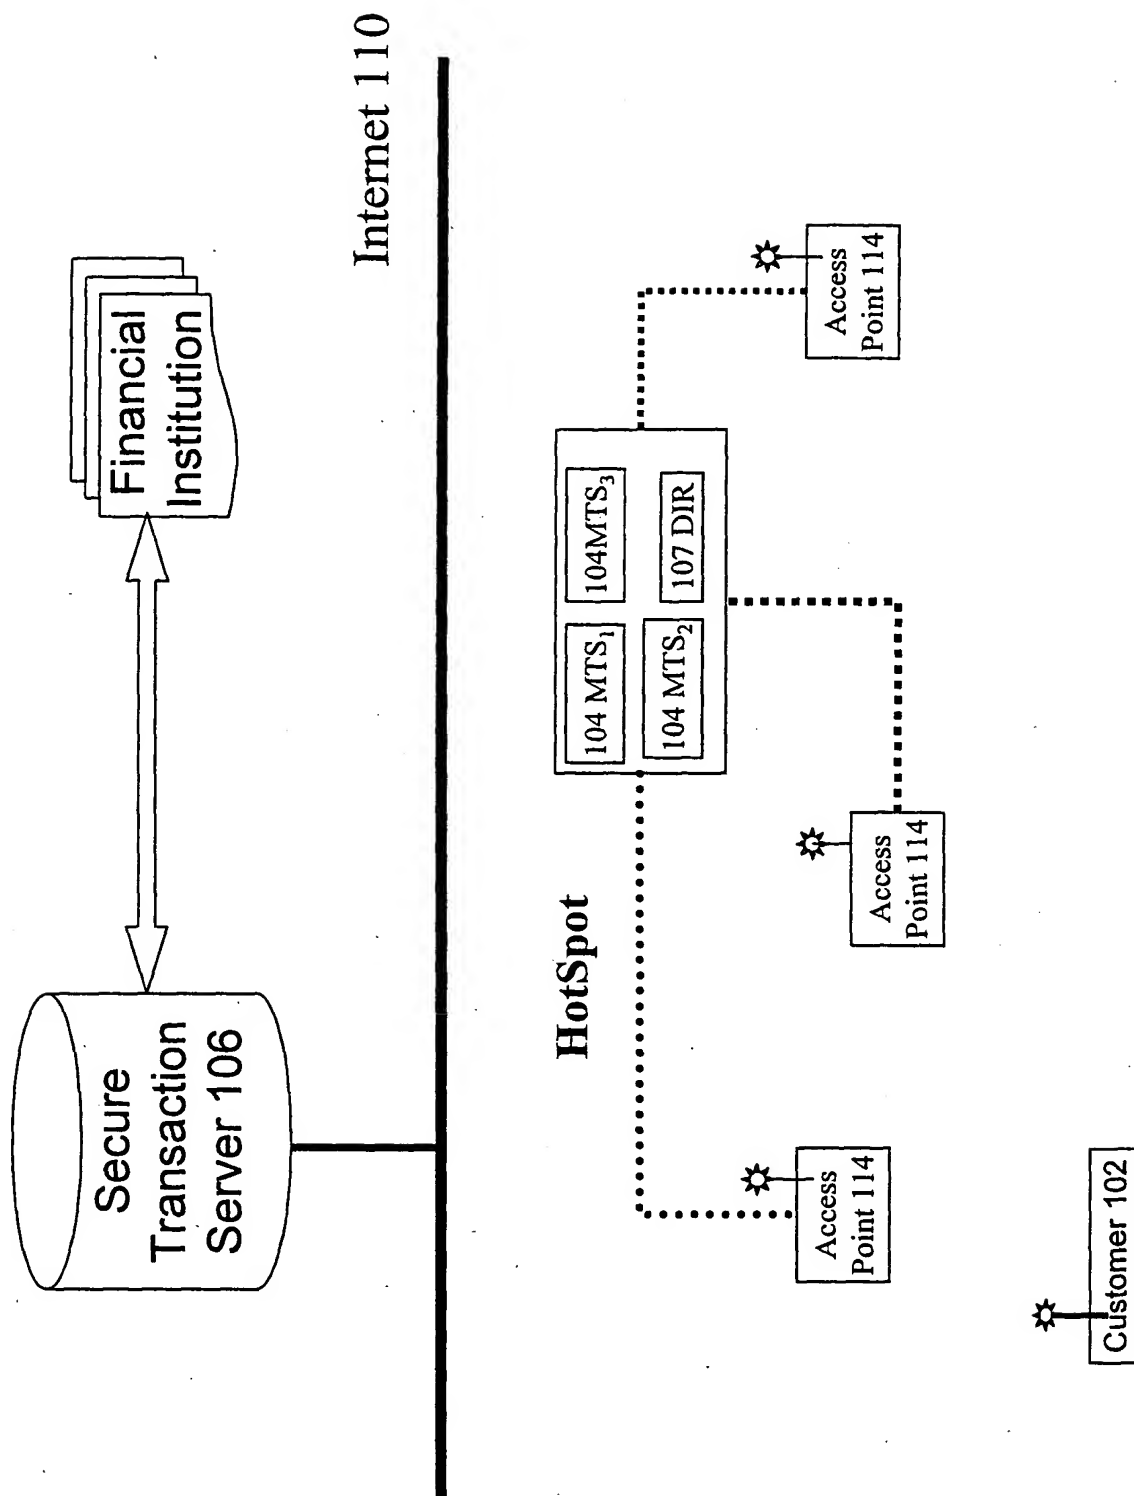 Secure
Transaction
Server 106
Financial
Institution
Internet 110
HotSpot
104 MTS₁
104MTS₃
104 MTS₂
107 DIR
Access
Point 114
Access
Point 114
Access
Point 114
Customer 102